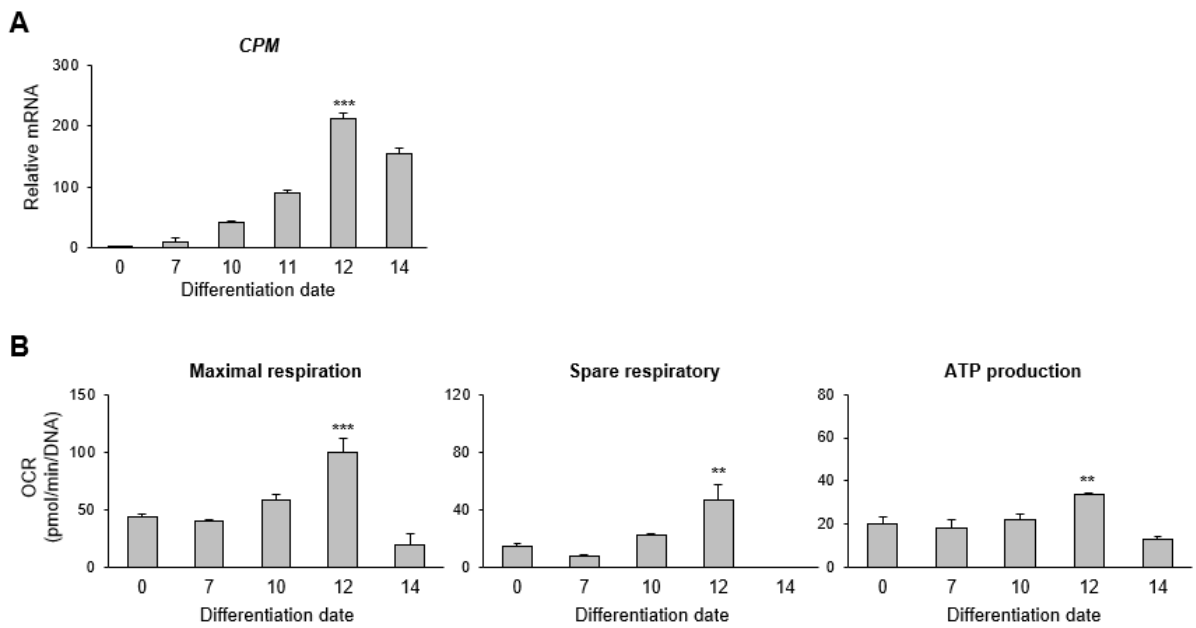 A
CPM
300
200
100
0
Relative mRNA
***
0 7 10 11 12 14
Differentiation date
B
Maximal respiration
150
100
50
0
OCR
(pmol/min/DNA)
***
0 7 10 12 14
Differentiation date
Spare respiratory
120
80
40
0
**
0 7 10 12 14
Differentiation date
ATP production
80
60
40
20
0
**
0 7 10 12 14
Differentiation date